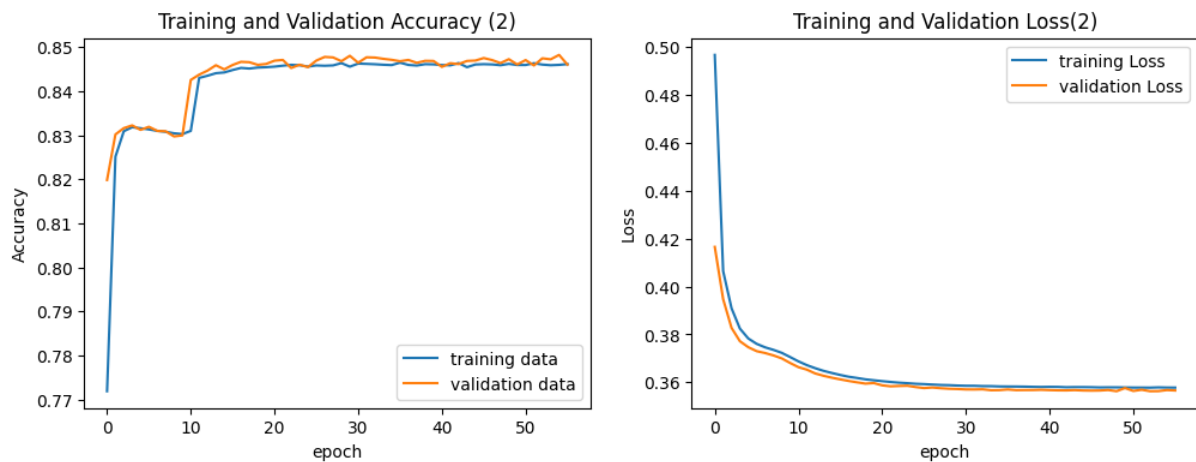 Training and Validation Accuracy (2)
0.85
0.84
0.83
0.82
0.81
0.80
0.79
0.78
0.77
Accuracy
training data
validation data
0 10 20 30 40 50
epoch
Training and Validation Loss(2)
0.50
0.48
0.46
0.44
0.42
0.40
0.38
0.36
Loss
training Loss
validation Loss
0 10 20 30 40 50
epoch